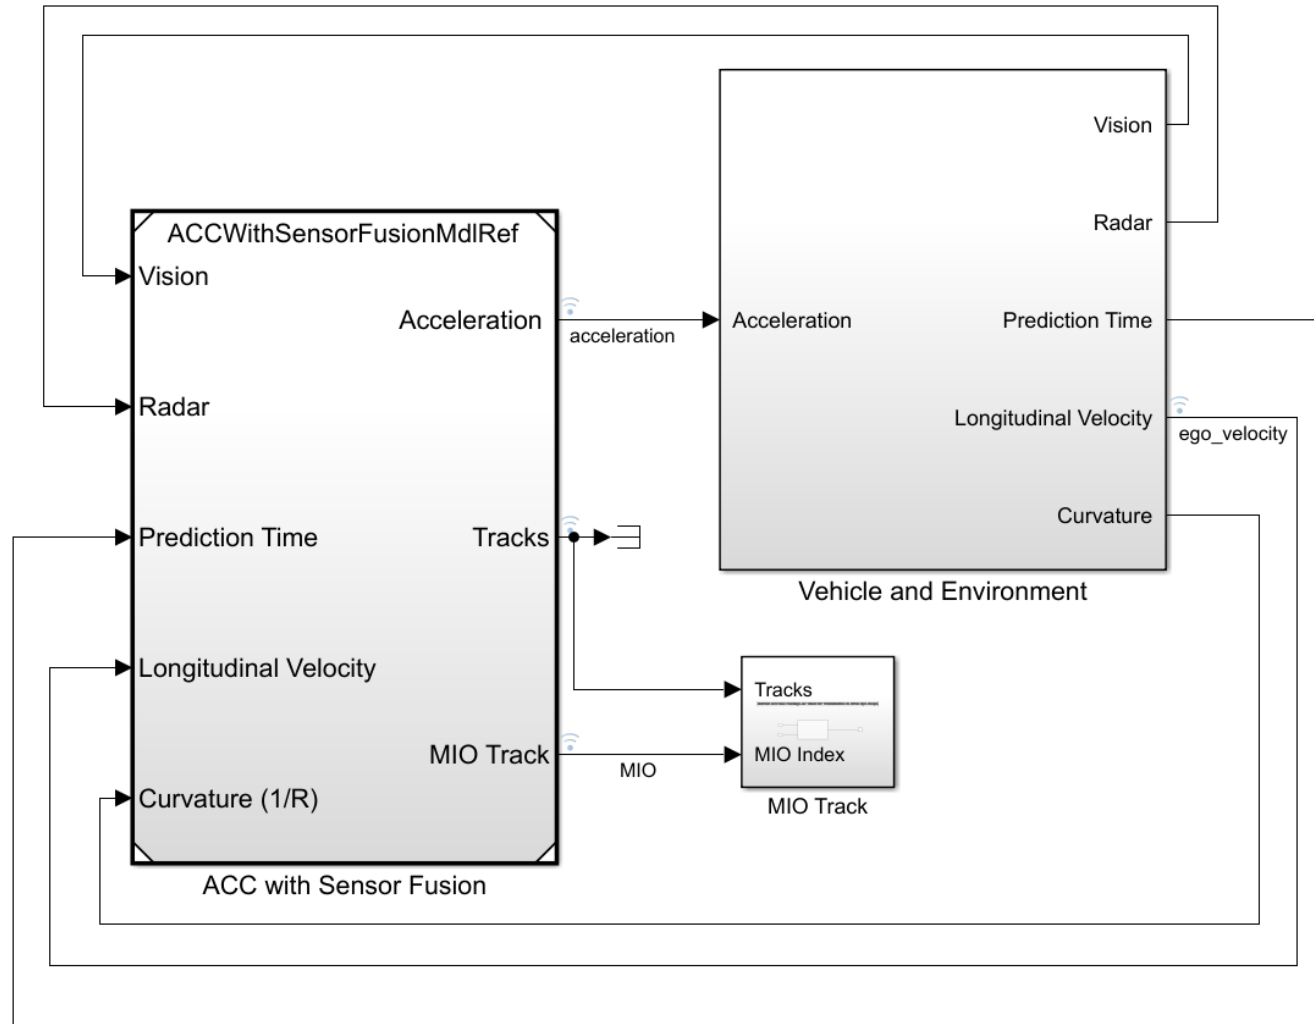 Vision
Radar
ACCWithSensorFusionMdlRef
Vision
Acceleration
acceleration
Acceleration
Prediction Time
Radar
Longitudinal Velocity
ego_velocity
Curvature
Prediction Time
Tracks
Vehicle and Environment
Longitudinal Velocity
Tracks
MIO Track
MIO
MIO Index
Curvature (1/R)
MIO Track
ACC with Sensor Fusion